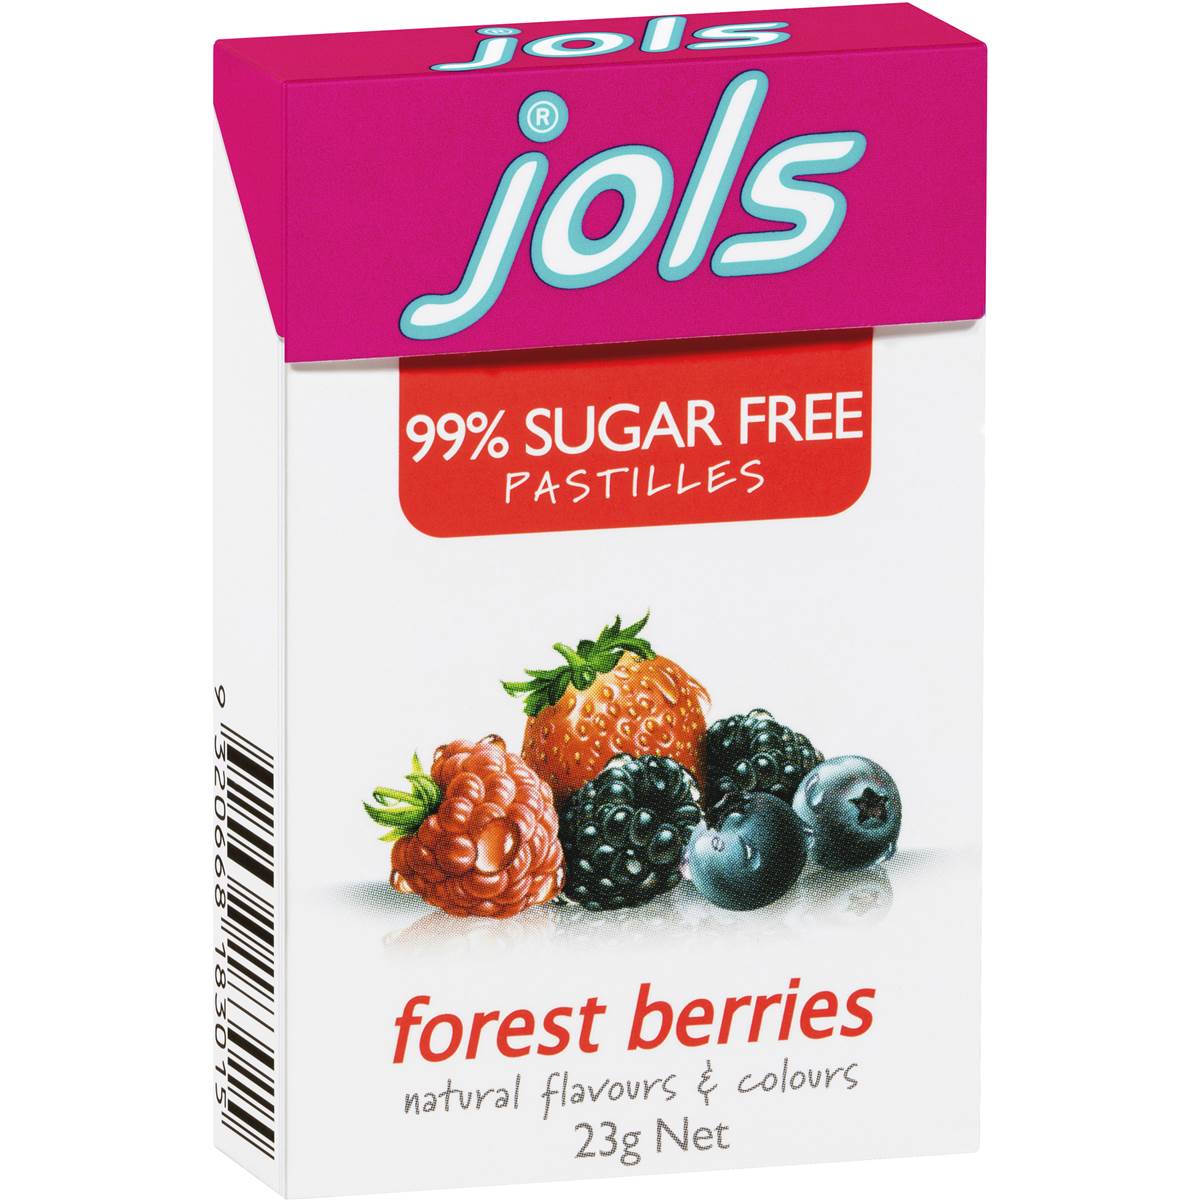 jols
®
jols
®
99% SUGAR FREE
PASTILLES
forest berries
natural flavours & colours
23g Net
9 320668 183015